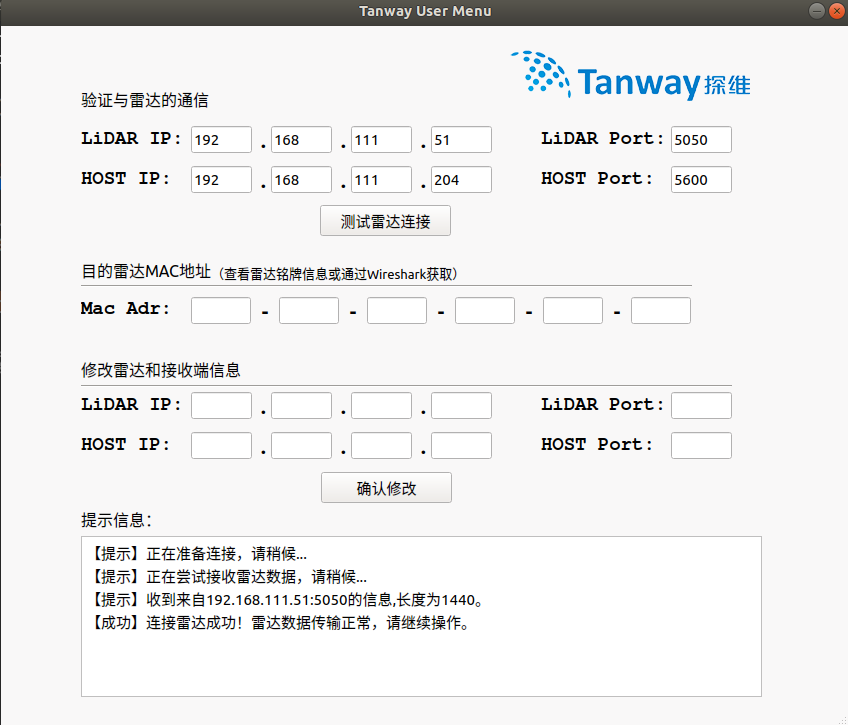 Tanway User Menu
Tanway探维
验证与雷达的通信
LiDAR IP: 192 . 168 . 111 . 51 LiDAR Port: 5050
HOST IP: 192 . 168 . 111 . 204 HOST Port: 5600
测试雷达连接
目的雷达MAC地址（查看雷达铭牌信息或通过Wireshark获取）
Mac Adr: - - - - -
修改雷达和接收端信息
LiDAR IP: . . . LiDAR Port:
HOST IP: . . . HOST Port:
确认修改
提示信息：
【提示】正在准备连接，请稍候...
【提示】正在尝试接收雷达数据，请稍候...
【提示】收到来自192.168.111.51:5050的信息,长度为1440。
【成功】连接雷达成功！雷达数据传输正常，请继续操作。